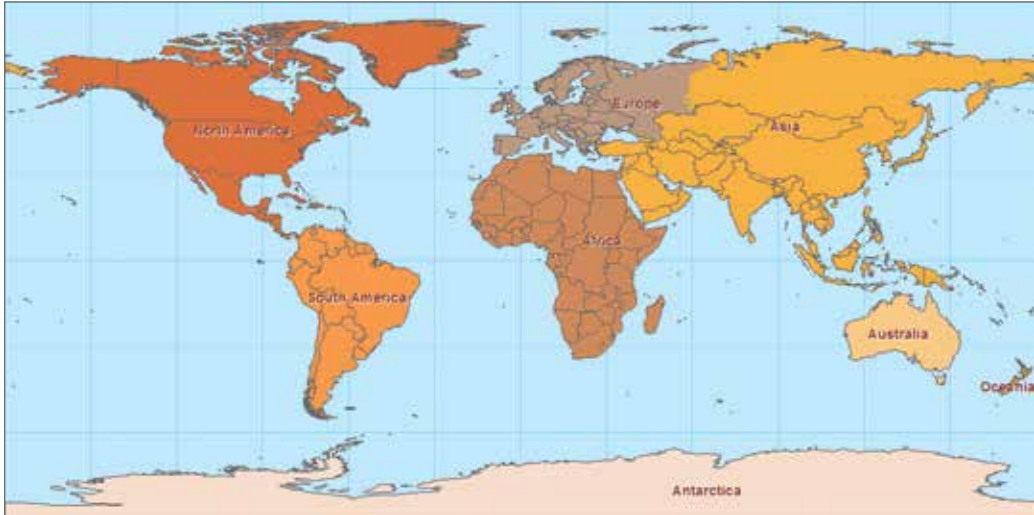 Europe
Asia
North America
Africa
South America
Australia
Oceania
Antarctica